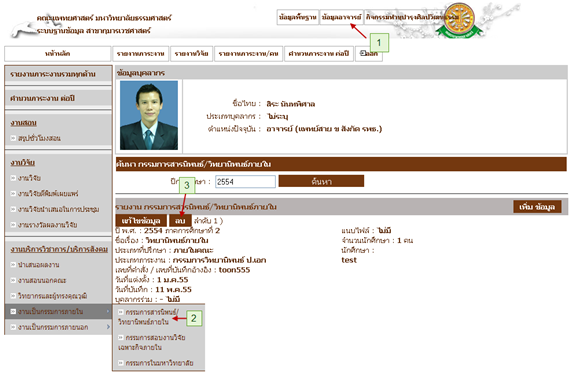 คณะแพทยศาสตร์ มหาวิทยาลัยธรรมศาสตร์
ระบบฐานข้อมูล สาขากุมารเวชศาสตร์
ข้อมูลพื้นฐาน ข้อมูลอาจารย์ กิจกรรมทำนุบำรุงศิลปวัฒนธรรม
1
หน้าหลัก รายงานภาระงาน รายงานวิจัย รายงานภาระงาน/คน คำนวนภาระงาน ต่อปี ออก
รายงานภาระงานรวมทุกด้าน
คำนวนภาระงาน ต่อปี
งานสอน
สรุปชั่วโมงสอน
งานวิจัย
งานวิจัย
งานวิจัยตีพิมพ์เผยแพร่
งานวิจัยนำเสนอในการประชุม
งานรางวัลผลงานวิจัย
งานบริการวิชาการ/บริการสังคม
นำเสนอผลงาน
งานสอนนอกคณะ
วิทยากรและผู้ทรงคุณวุฒิ
งานเป็นกรรมการภายใน
งานเป็นกรรมการภายนอก
ข้อมูลบุคลากร
ชื่อไทย : สิระ นันทพิศาล
ประเภทบุคลากร : ไม่ระบุ
ตำแหน่งปัจจุบัน : อาจารย์ (แพทย์สาย ข สังกัด รพธ.)
ค้นหา กรรมการสารนิพนธ์/วิทยานิพนธ์ภายใน
ปีการศึกษา : 2554 ค้นหา
3
รายงาน กรรมการสารนิพนธ์/วิทยานิพนธ์ภายใน เพิ่ม ข้อมูล
แก้ไขข้อมูล ลบ ลำดับ 1 )
ปี พ.ศ. : 2554 ภาคการศึกษาที่ 2 แนบไฟล์ : ไม่มี
ชื่อเรื่อง : วิทยานิพนธ์ภายใน จำนวนนักศึกษา : 1 คน
ประเภทที่ปรึกษา : ภายในคณะ นักศึกษา :
ประเภทภาระงาน : กรรมการวิทยานิพนธ์ ป.เอก test
เลขที่คำสั่ง / เลขที่บันทึกอ้างอิง : toon555
วันที่แต่งตั้ง : 1 ม.ค.55
วันที่บันทึก : 11 พ.ค.55
บุคลากรร่วม : - ไม่มี
กรรมการสารนิพนธ์/
วิทยานิพนธ์ภายใน
2
กรรมการสอบงานวิจัย
เฉพาะกิจภายใน
กรรมการในมหาวิทยาลัย